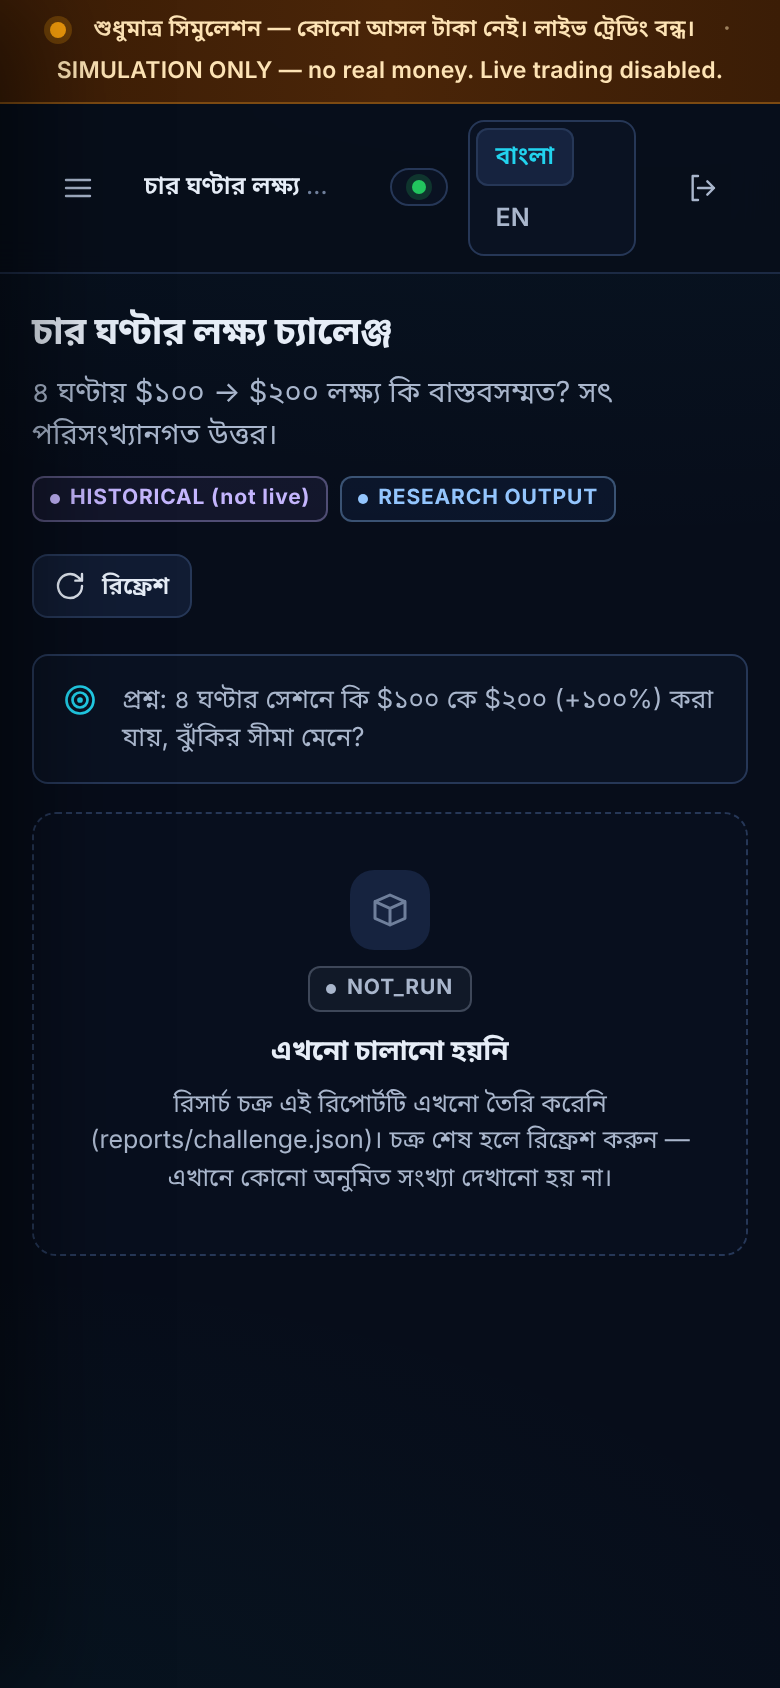 শুধুমাত্র সিমুলেশন — কোনো আসল টাকা নেই। লাইভ ট্রেডিং বন্ধ। ·
SIMULATION ONLY — no real money. Live trading disabled.
চার ঘণ্টার লক্ষ্য ...
বাংলা
EN
চার ঘণ্টার লক্ষ্য চ্যালেঞ্জ
৪ ঘণ্টায় $১০০ → $২০০ লক্ষ্য কি বাস্তবসম্মত? সৎ
পরিসংখ্যানগত উত্তর।
HISTORICAL (not live)
RESEARCH OUTPUT
রিফ্রেশ
প্রশ্ন: ৪ ঘণ্টার সেশনে কি $১০০ কে $২০০ (+১০০%) করা
যায়, ঝুঁকির সীমা মেনে?
NOT_RUN
এখনো চালানো হয়নি
রিসার্চ চক্র এই রিপোর্টটি এখনো তৈরি করেনি
(reports/challenge.json)। চক্র শেষ হলে রিফ্রেশ করুন —
এখানে কোনো অনুমিত সংখ্যা দেখানো হয় না।